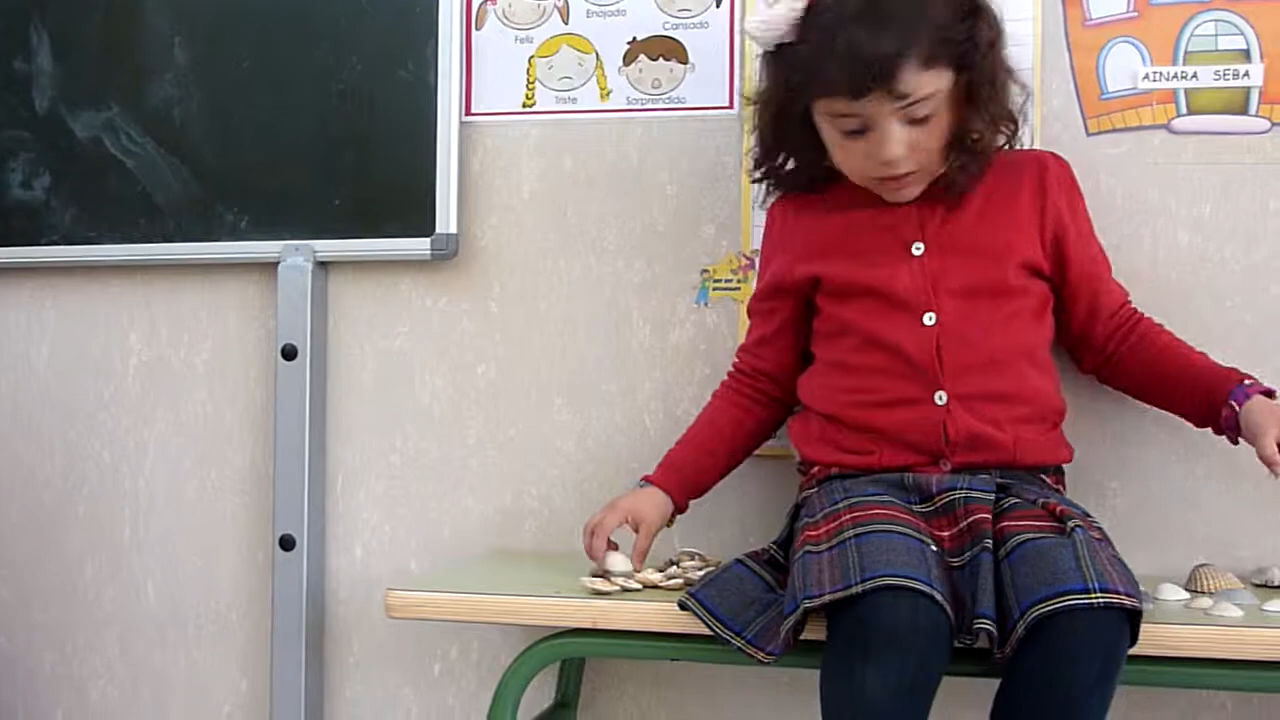 Feliz
Enojado
Cansado
Triste
Sorprendido
AINARA SEBA